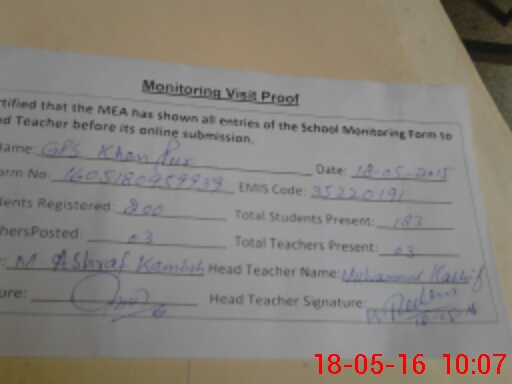 Monitoring Visit Proof
rtified that the MEA has shown all entries of the School Monitoring Form to
d Teacher before its online submission.
Name: GPS Khan Pur Date: 18-05-2015
orm No: EMIS Code: 35220191
dents Registered: 200 Total Students Present: 183
hersPosted: 03 Total Teachers Present: 03
: M. Ashraf Kamboh Head Teacher Name: Muhammad Kashif
ure: Head Teacher Signature:
18-05-16 10:07